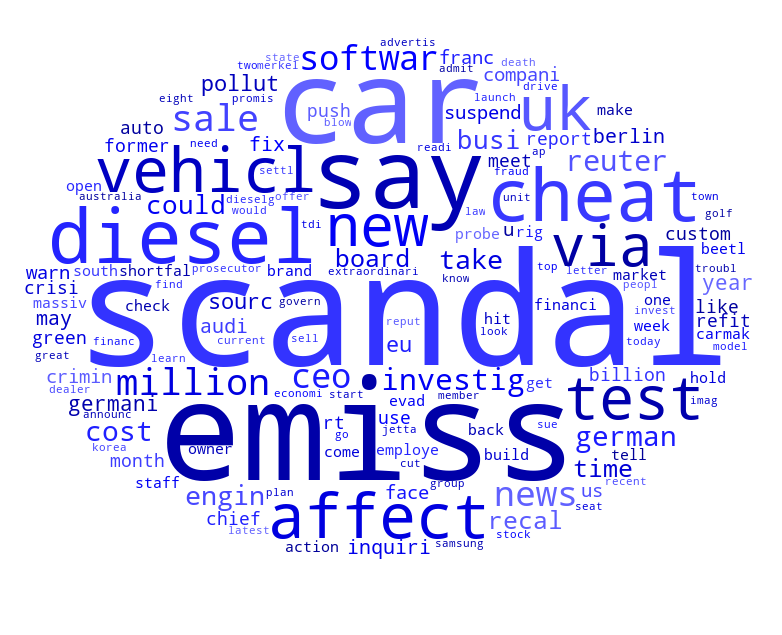 advertis
state softwar franc
twomerkel admit death
pollut car compani
eight promis launch drive uk
sale push suspend make
auto blow busi report berlin
former need fix readi meet ap reuter
vehicl say settl fraud
open cheat
australia could dieselg offer law unit town
would new golf
diesel tdi probe u rig via custom
board take beetl
warn south shortfal prosecutor brand extraordinari know top letter market troubl
crisi find scandal peopl year
massiv check sourc govern hit financi one like
may audi reput look week invest refit
green current sell eu today carmak
great financ learn model
crimin million ceo investig get billion hold
dealer economi start evad member test imag
germani announc emiss
cost rt go use jetta back sue german
korea owner come employe build tell
month cut time recent
staff engin plan face group news us
chief affect recal seat
latest stock
action inquiri samsung